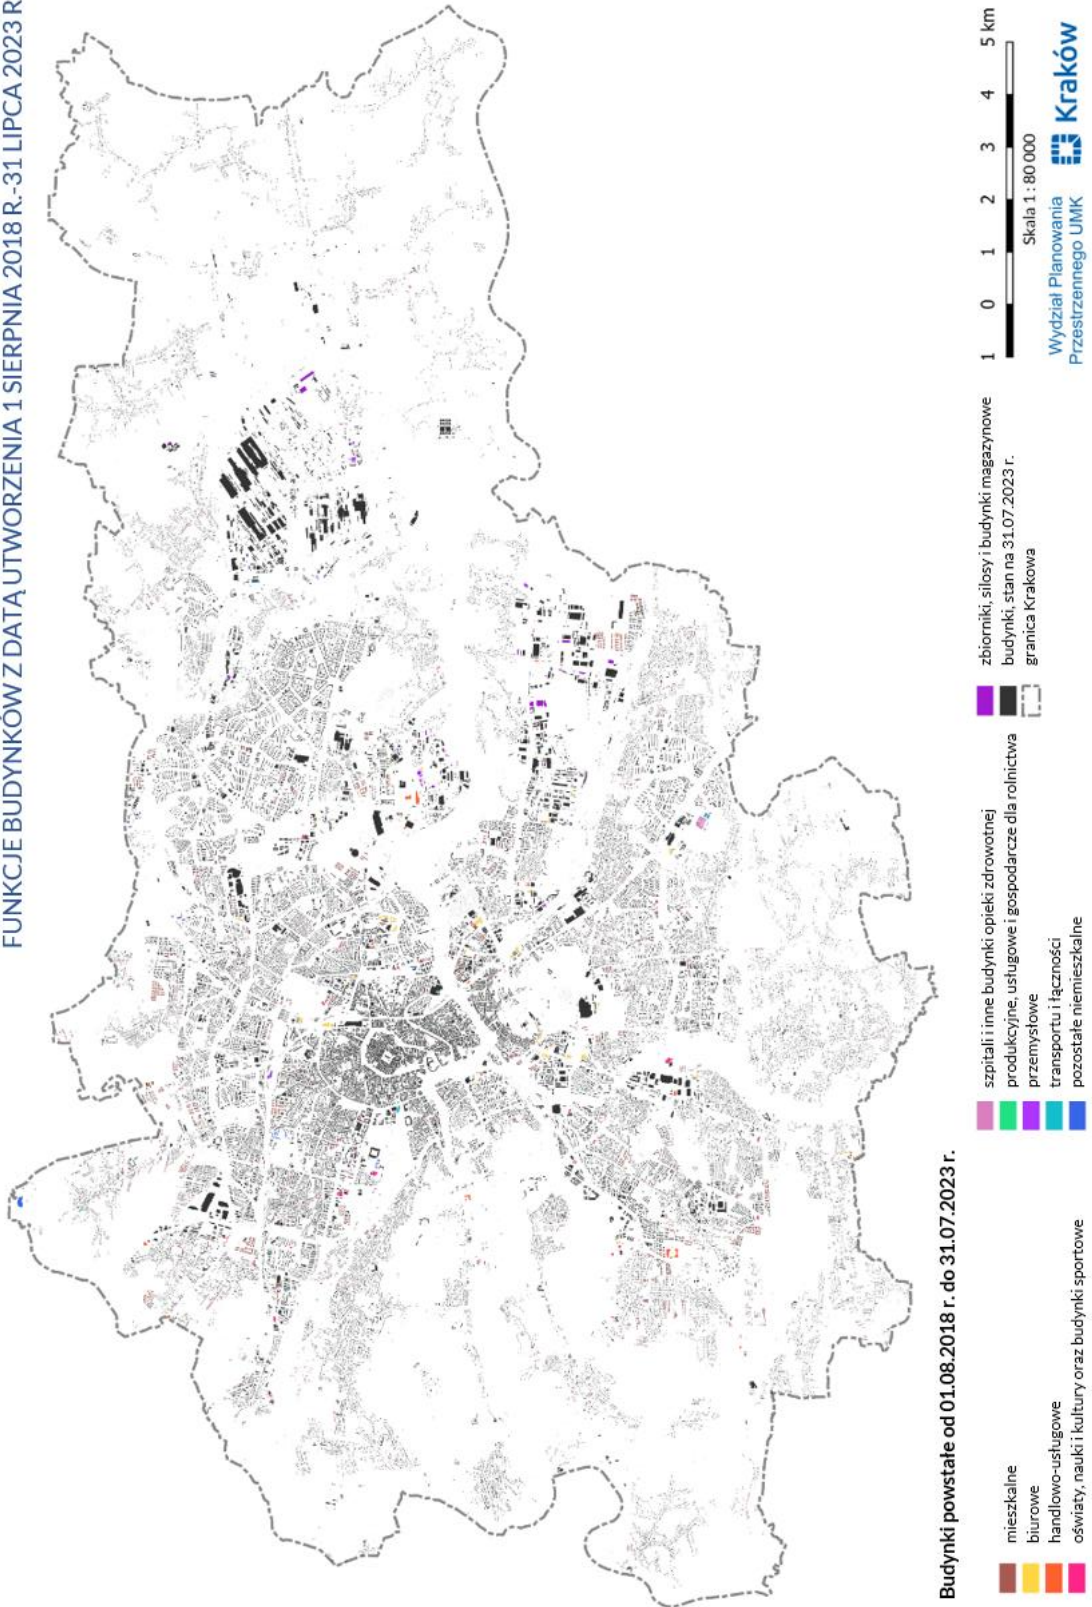 FUNKCJE BUDYNKÓW Z DATĄ UTWORZENIA 1 SIERPNIA 2018 R.-31 LIPCA 2023 R
Budynki powstałe od 01.08.2018 r. do 31.07.2023 r.
mieszkalne
biurowe
handlowo-usługowe
oświaty, nauki i kultury oraz budynki sportowe
szpitali i inne budynki opieki zdrowotnej
produkcyjne, usługowe i gospodarcze dla rolnictwa
przemysłowe
transportu i łączności
pozostałe niemieszkalne
zbiorniki, silosy i budynki magazynowe
budynki, stan na 31.07.2023 r.
granica Krakowa
1 0 1 2 3 4 5 km
Skala 1 : 80 000
Wydział Planowania
Przestrzennego UMK
Kraków